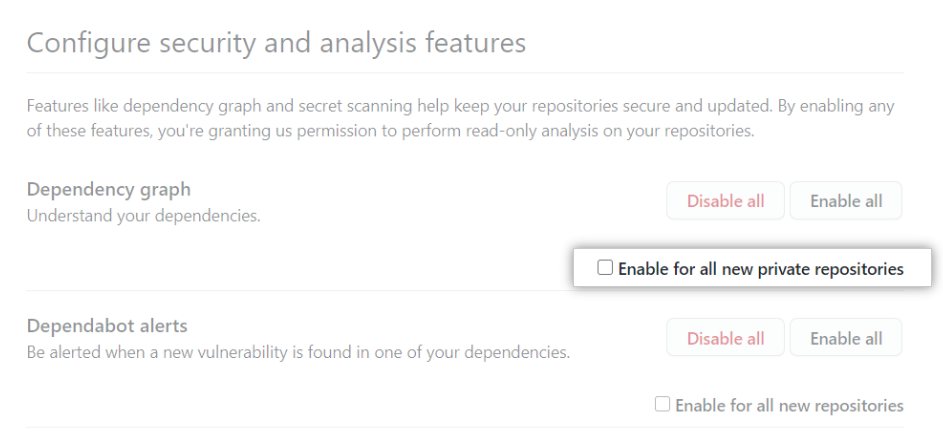 Configure security and analysis features
Features like dependency graph and secret scanning help keep your repositories secure and updated. By enabling any
of these features, you're granting us permission to perform read-only analysis on your repositories.
Dependency graph
Understand your dependencies.
Disable all
Enable all
Enable for all new private repositories
Dependabot alerts
Be alerted when a new vulnerability is found in one of your dependencies.
Disable all
Enable all
Enable for all new repositories